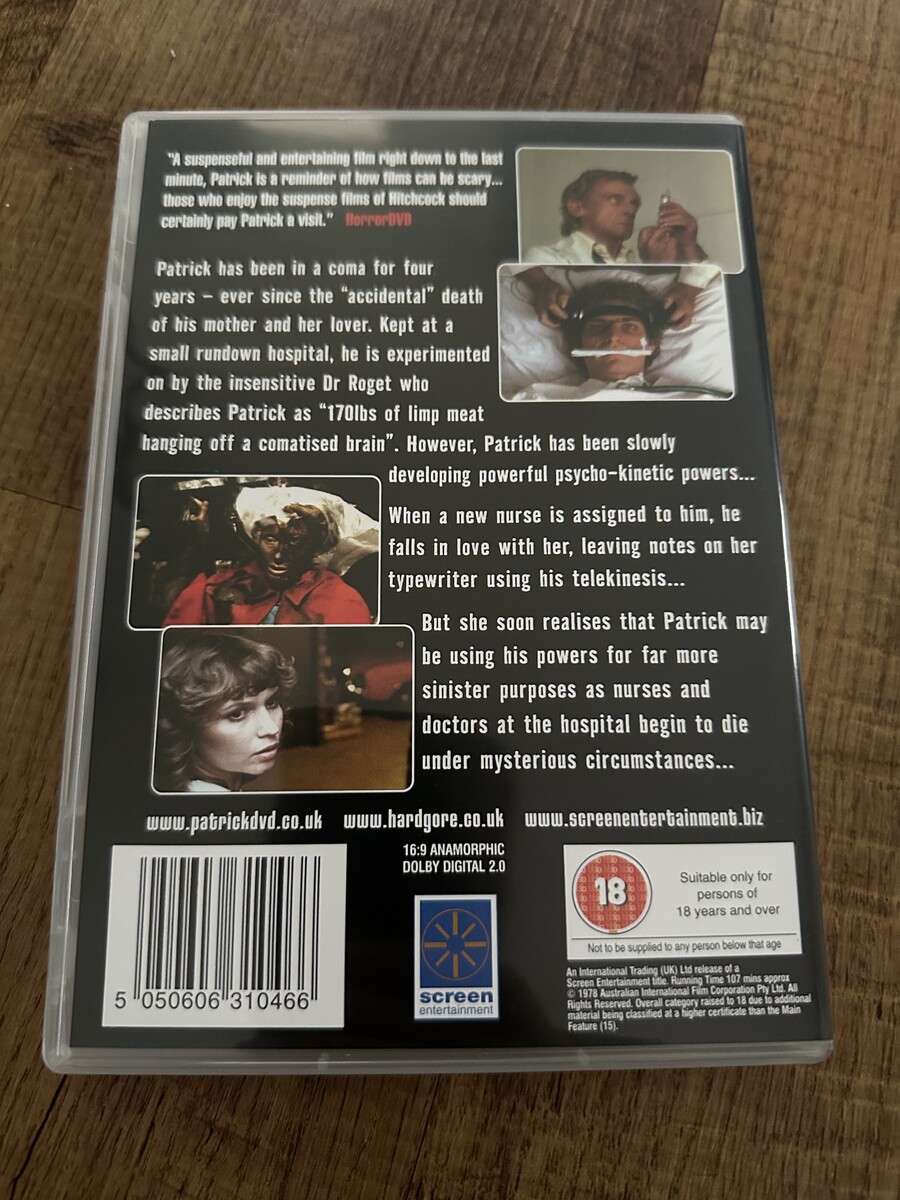 "A suspenseful and entertaining film right down to the last
minute, Patrick is a reminder of how films can be scary...
those who enjoy the suspense films of Hitchcock should
certainly pay Patrick a visit." HorrorDVD
Patrick has been in a coma for four
years – ever since the "accidental" death
of his mother and her lover. Kept at a
small rundown hospital, he is experimented
on by the insensitive Dr Roget who
describes Patrick as "170lbs of limp meat
hanging off a comatised brain". However, Patrick has been slowly
developing powerful psycho-kinetic powers...
When a new nurse is assigned to him, he
falls in love with her, leaving notes on her
typewriter using his telekinesis...
But she soon realises that Patrick may
be using his powers for far more
sinister purposes as nurses and
doctors at the hospital begin to die
under mysterious circumstances...
www.patrickdvd.co.uk www.hardgore.co.uk www.screenentertainment.biz
16:9 ANAMORPHIC
DOLBY DIGITAL 2.0
5 050606 310466
screen
entertainment
18
Suitable only for
persons of
18 years and over
Not to be supplied to any person below that age
An International Trading (UK) Ltd release of a
Screen Entertainment title. Running Time 107 mins approx
© 1978 Australian International Film Corporation Pty Ltd. All
Rights Reserved. Overall category raised to 18 due to additional
material being classified at a higher certificate than the Main
Feature (15).